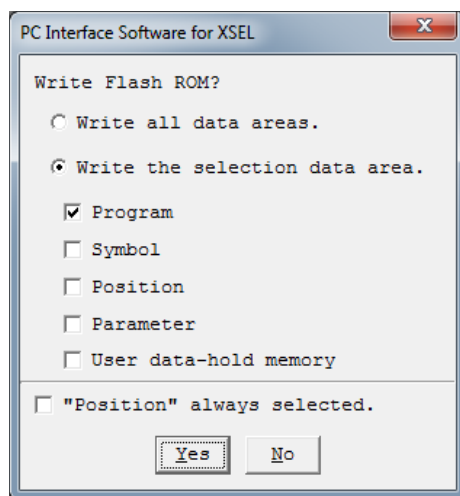 PC Interface Software for XSEL
Write Flash ROM?
Write all data areas.
Write the selection data area.
Program
Symbol
Position
Parameter
User data-hold memory
"Position" always selected.
Yes No